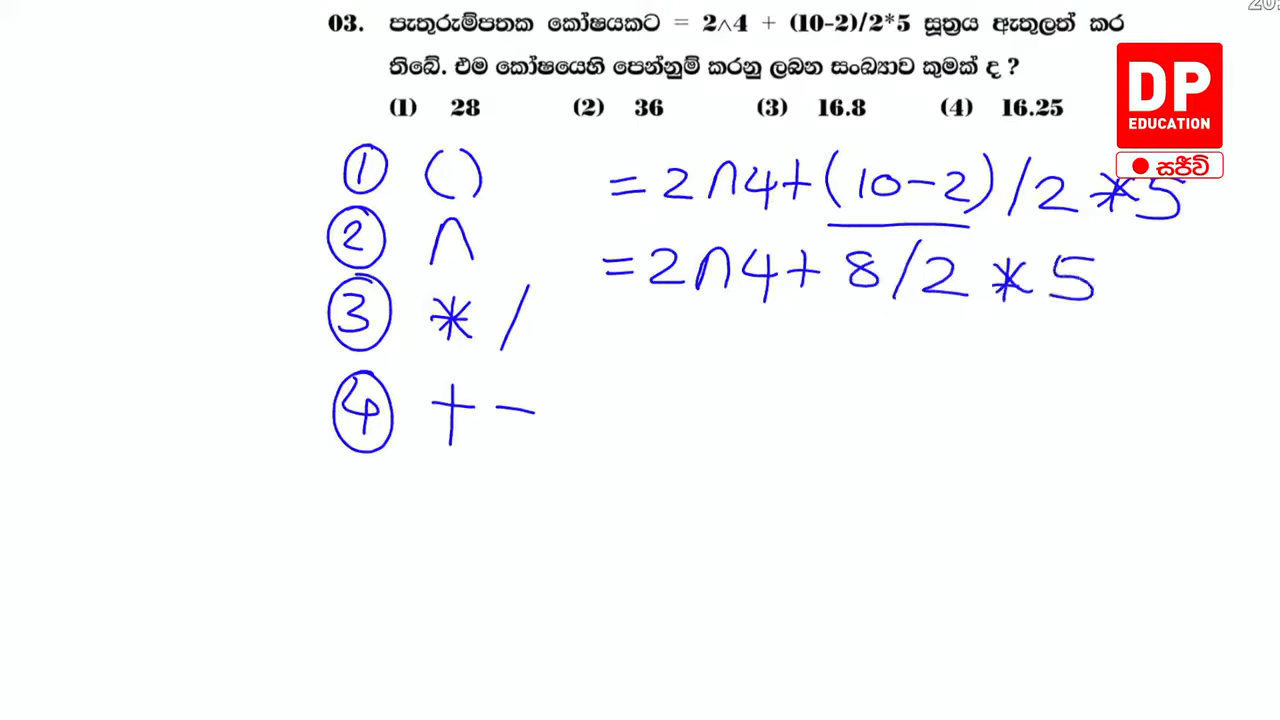 03. පැතුරුම්පතක කෝෂයකට = 2^4 + (10-2)/2*5 සූත්‍රය ඇතුලත් කර
තිබේ. එම කෝෂයෙහි පෙන්නුම් කරනු ලබන සංඛ්‍යාව කුමක් ද ?
(1) 28 (2) 36 (3) 16.8 (4) 16.25
DP
EDUCATION
සජීවී
① ( )
= 2 ^ 4 + (10 - 2) / 2 * 5
② ^
= 2 ^ 4 + 8 / 2 * 5
③ * /
④ + -